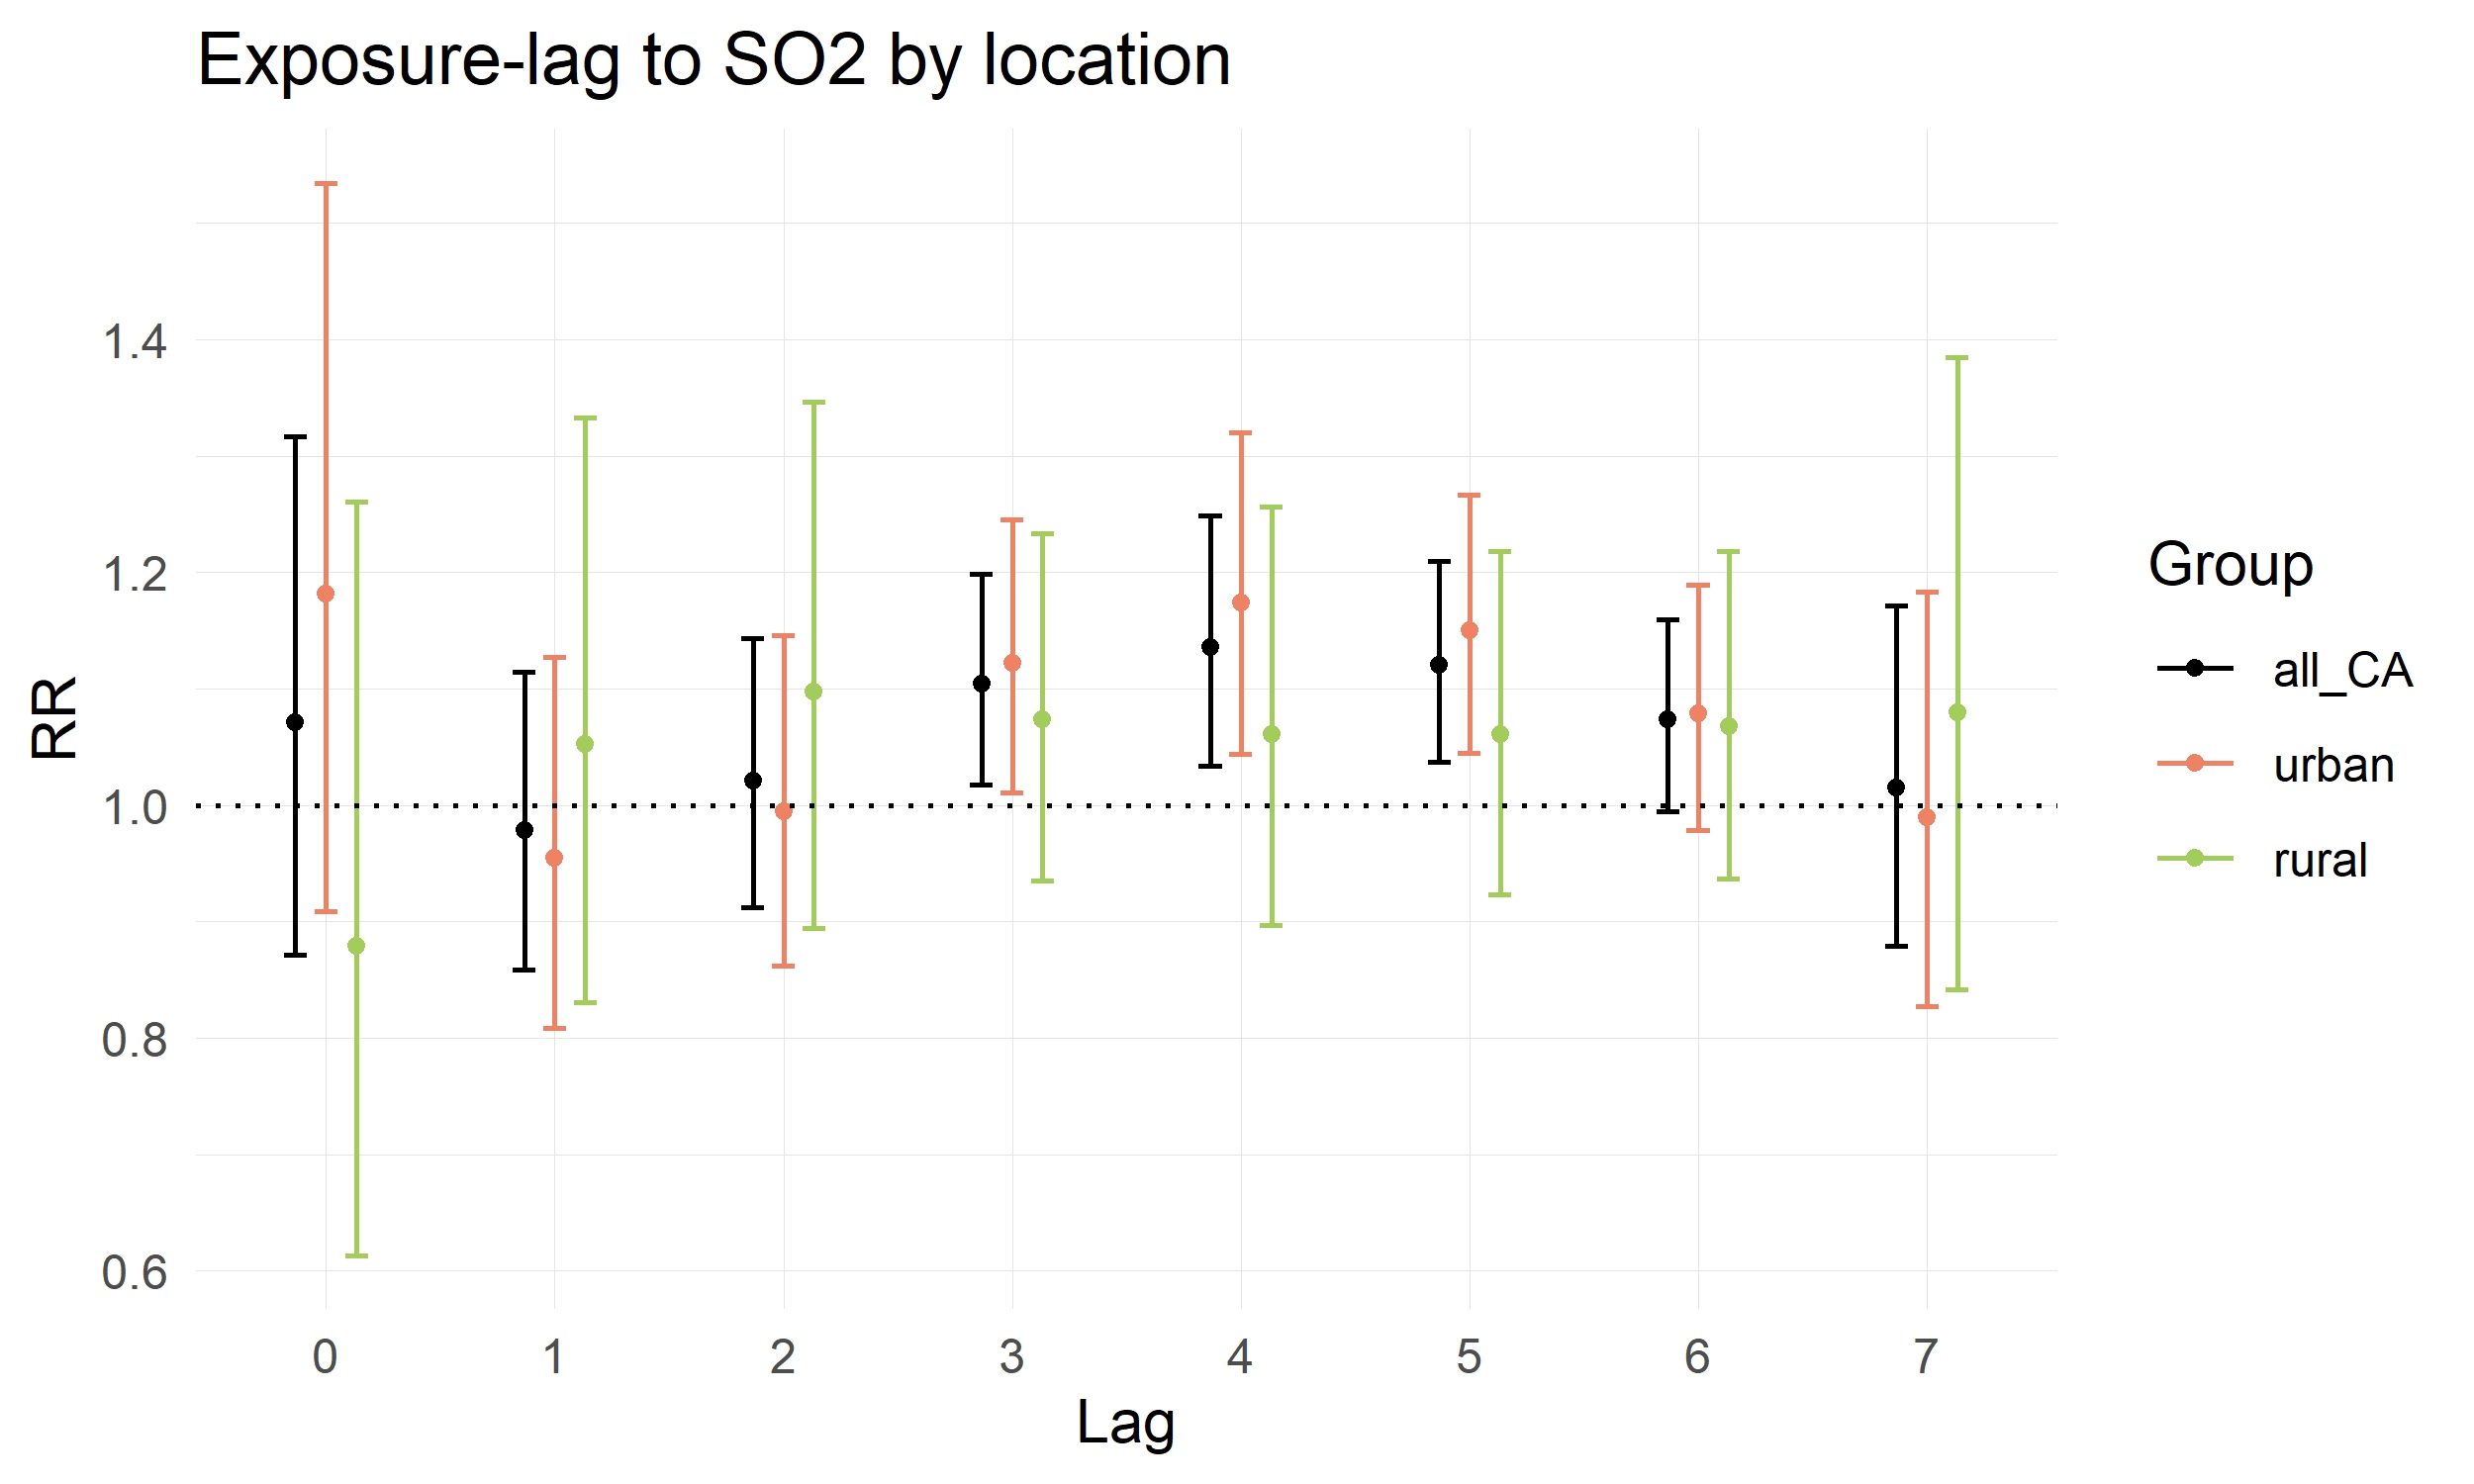 Exposure-lag to SO2 by location
1.4
1.2
1.0
0.8
0.6
RR
0 1 2 3 4 5 6 7
Lag
Group
all_CA
urban
rural